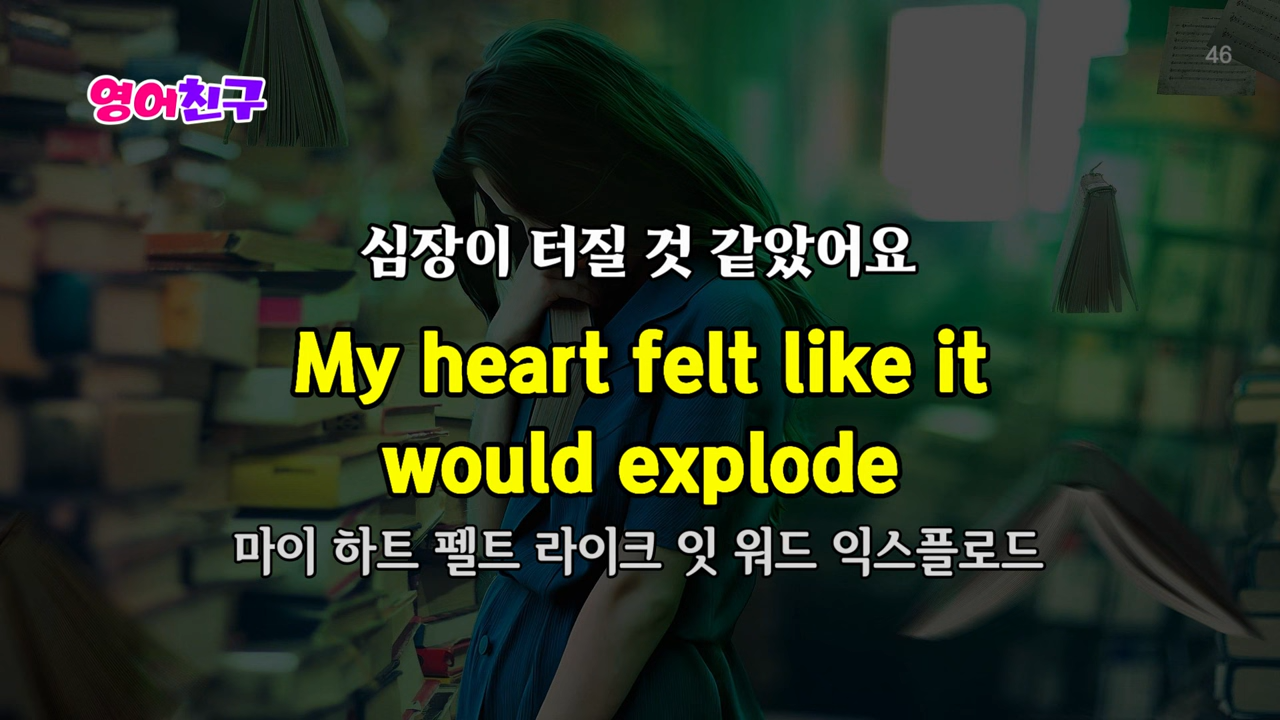 46
영어친구
심장이 터질 것 같았어요
My heart felt like it
would explode
마이 하트 펠트 라이크 잇 워드 익스플로드